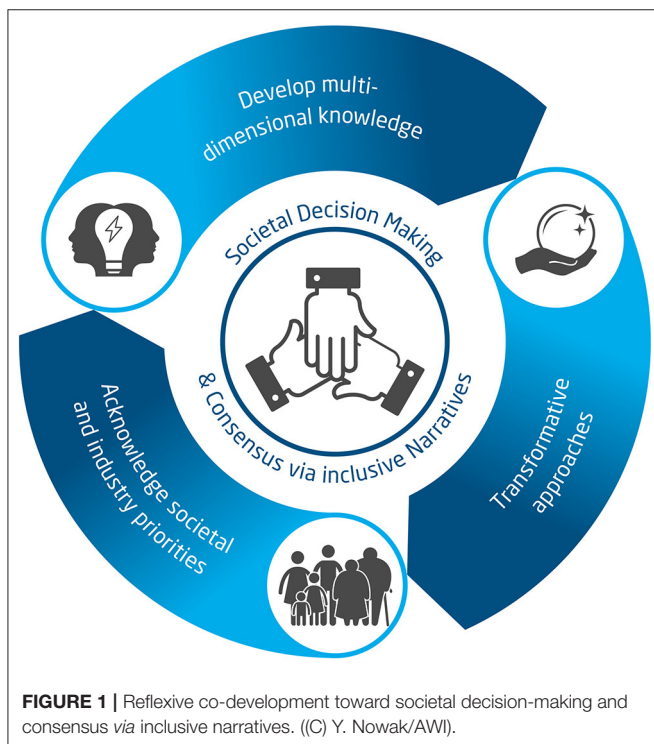 Develop multi-
dimensional knowledge
Societal Decision Making
& Consensus via inclusive Narratives
Transformative
approaches
Acknowledge societal
and industry priorities
FIGURE 1 | Reflexive co-development toward societal decision-making and
consensus via inclusive narratives. ((C) Y. Nowak/AWI).